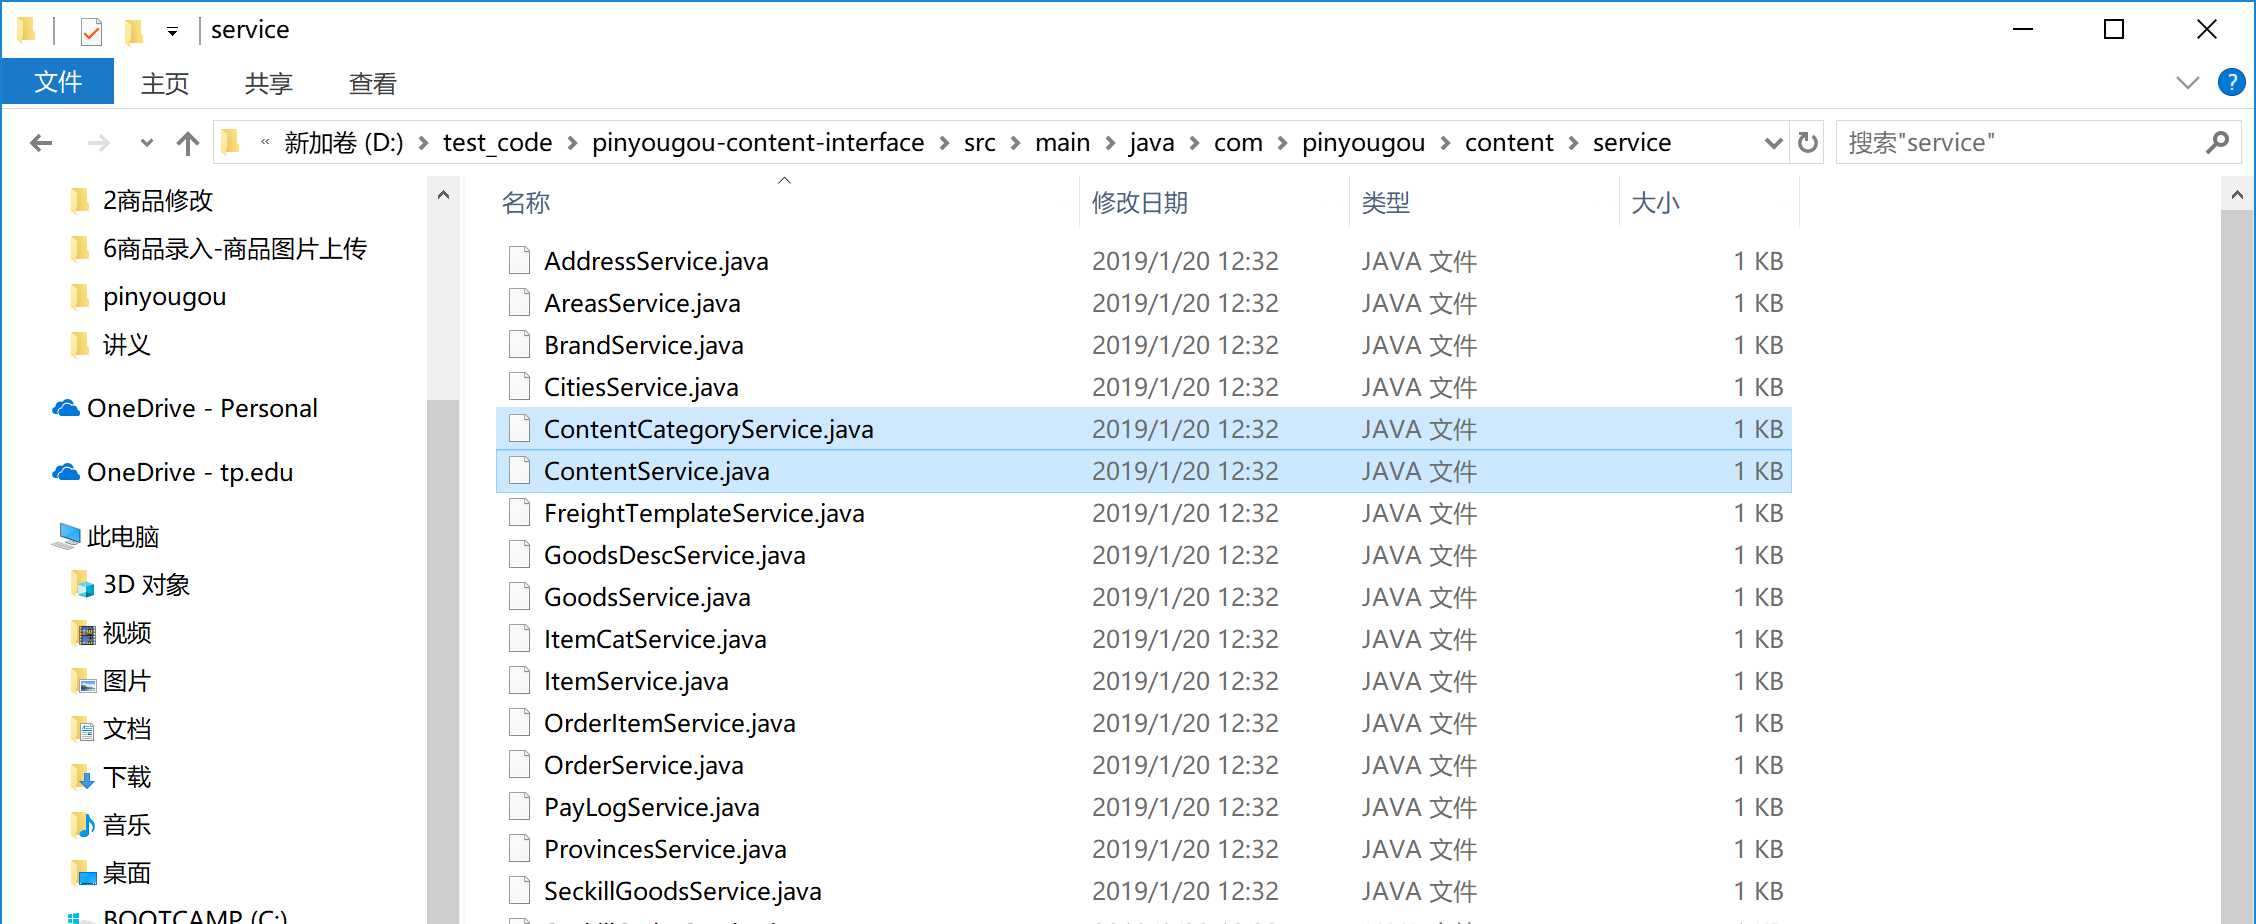 service
文件 主页 共享 查看
« 新加卷 (D:) › test_code › pinyougou-content-interface › src › main › java › com › pinyougou › content › service 搜索"service"
2商品修改
6商品录入-商品图片上传
pinyougou
讲义
OneDrive - Personal
OneDrive - tp.edu
此电脑
3D 对象
视频
图片
文档
下载
音乐
桌面
BOOTCAMP (C:)
名称 修改日期 类型 大小
AddressService.java 2019/1/20 12:32 JAVA 文件 1 KB
AreasService.java 2019/1/20 12:32 JAVA 文件 1 KB
BrandService.java 2019/1/20 12:32 JAVA 文件 1 KB
CitiesService.java 2019/1/20 12:32 JAVA 文件 1 KB
ContentCategoryService.java 2019/1/20 12:32 JAVA 文件 1 KB
ContentService.java 2019/1/20 12:32 JAVA 文件 1 KB
FreightTemplateService.java 2019/1/20 12:32 JAVA 文件 1 KB
GoodsDescService.java 2019/1/20 12:32 JAVA 文件 1 KB
GoodsService.java 2019/1/20 12:32 JAVA 文件 1 KB
ItemCatService.java 2019/1/20 12:32 JAVA 文件 1 KB
ItemService.java 2019/1/20 12:32 JAVA 文件 1 KB
OrderItemService.java 2019/1/20 12:32 JAVA 文件 1 KB
OrderService.java 2019/1/20 12:32 JAVA 文件 1 KB
PayLogService.java 2019/1/20 12:32 JAVA 文件 1 KB
ProvincesService.java 2019/1/20 12:32 JAVA 文件 1 KB
SeckillGoodsService.java 2019/1/20 12:32 JAVA 文件 1 KB